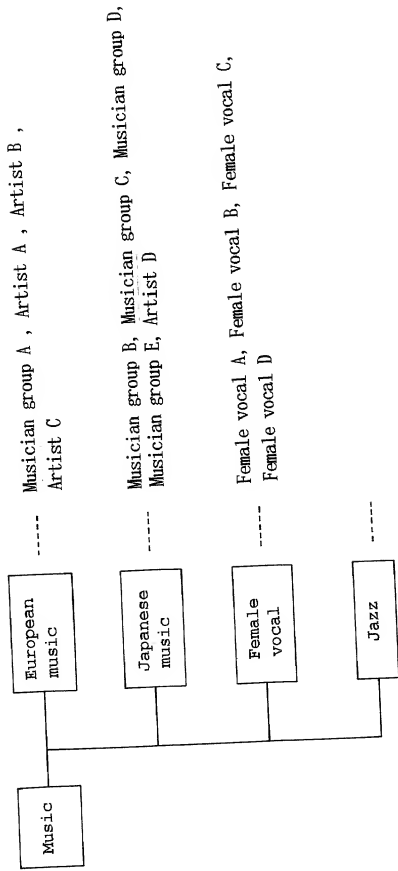 Music
European
music
----- Musician group A , Artist A , Artist B ,
Artist C
Japanese
music
----- Musician group B, Musician group C, Musician group D,
Musician group E, Artist D
Female
vocal
----- Female vocal A, Female vocal B, Female vocal C,
Female vocal D
Jazz
-----